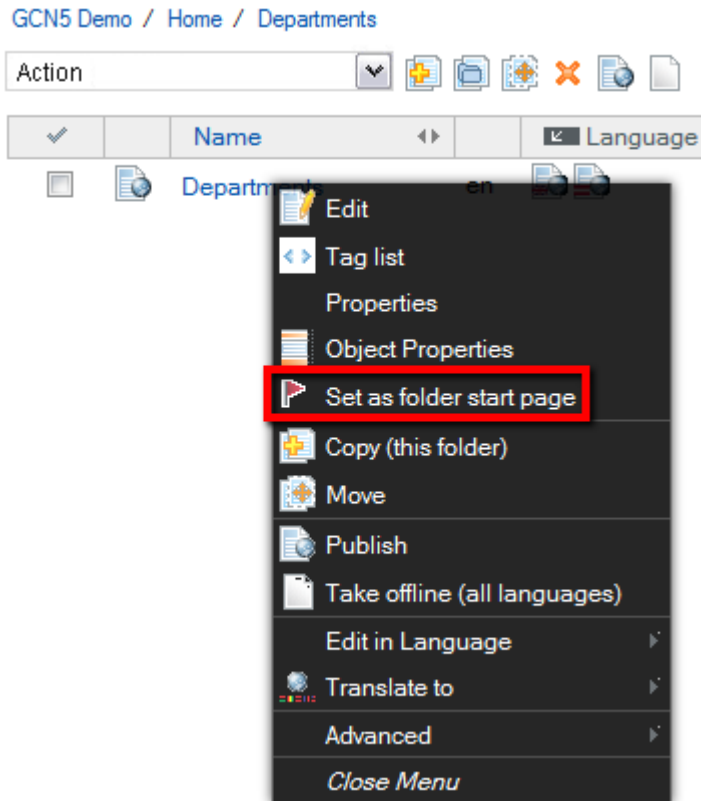 GCN5 Demo / Home / Departments
Action
Name Language
Departments en
Edit
Tag list
Properties
Object Properties
Set as folder start page
Copy (this folder)
Move
Publish
Take offline (all languages)
Edit in Language
Translate to
Advanced
Close Menu